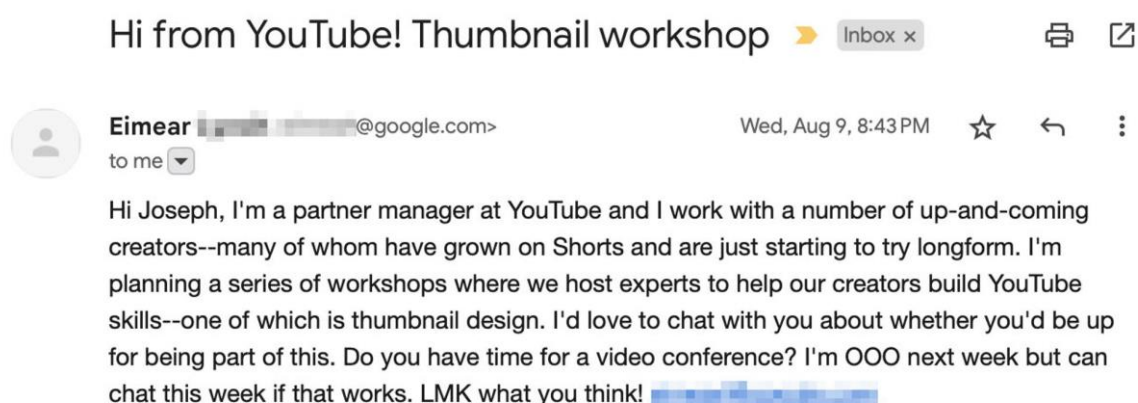 Hi from YouTube! Thumbnail workshop Inbox x
Eimear @google.com> Wed, Aug 9, 8:43 PM
to me
Hi Joseph, I'm a partner manager at YouTube and I work with a number of up-and-coming
creators--many of whom have grown on Shorts and are just starting to try longform. I'm
planning a series of workshops where we host experts to help our creators build YouTube
skills--one of which is thumbnail design. I'd love to chat with you about whether you'd be up
for being part of this. Do you have time for a video conference? I'm OOO next week but can
chat this week if that works. LMK what you think!